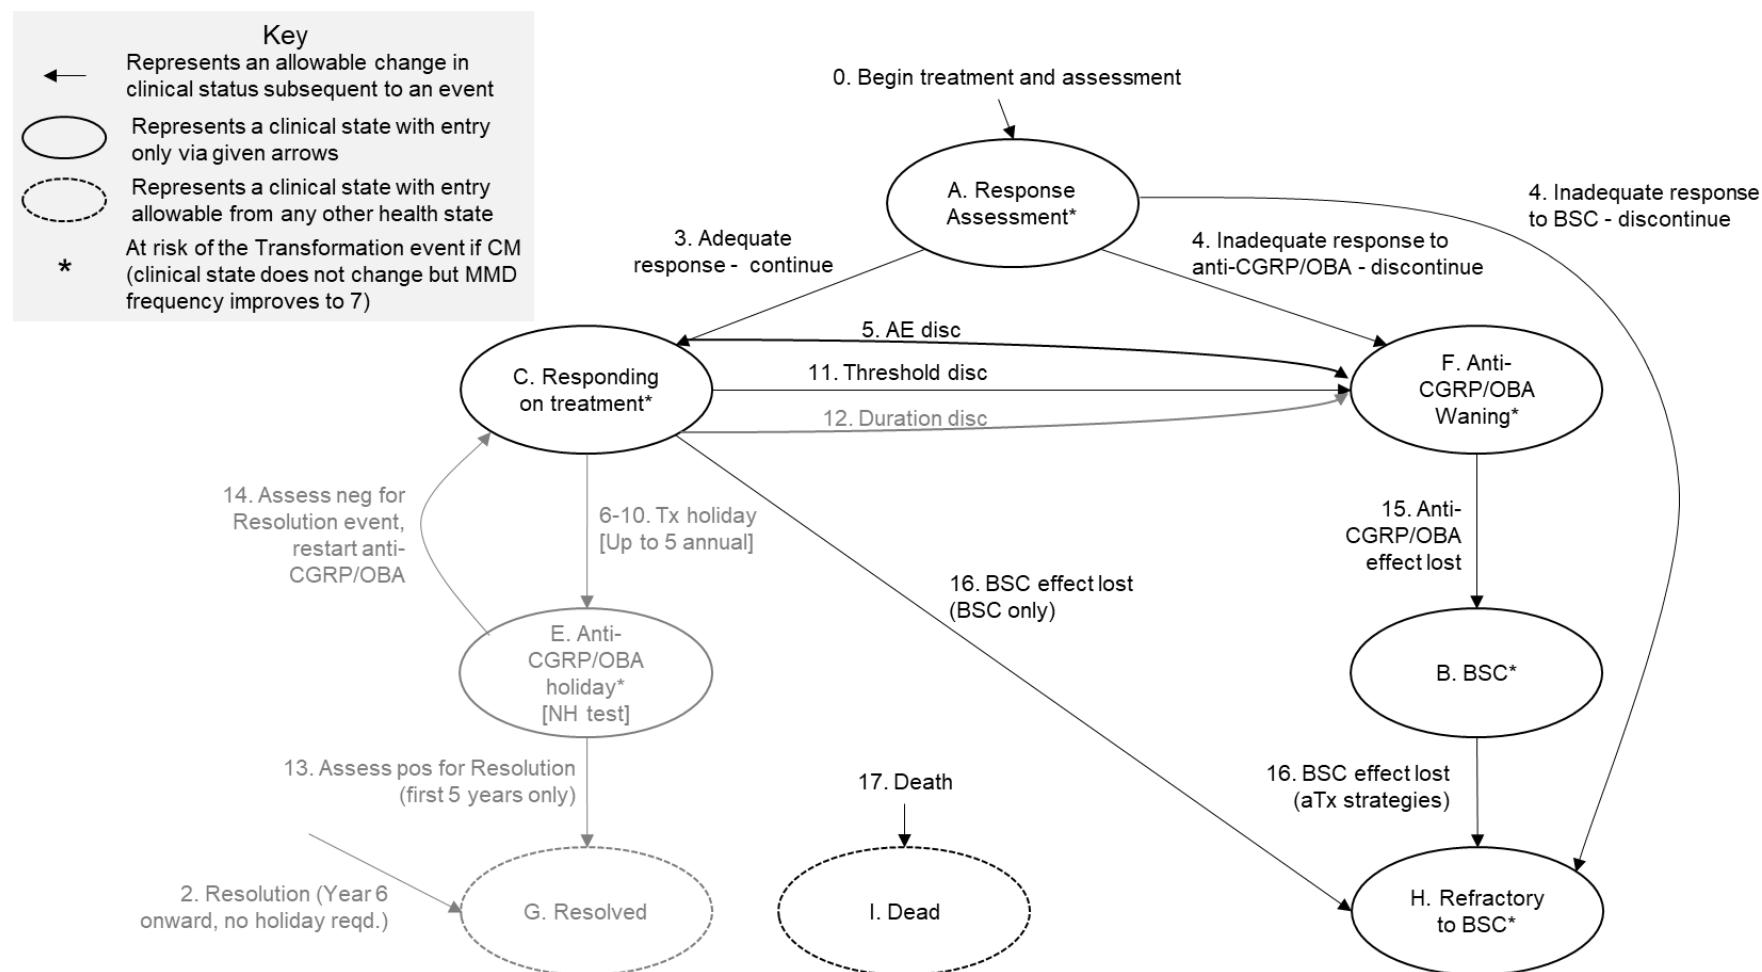 Key
Represents an allowable change in
clinical status subsequent to an event
Represents a clinical state with entry
only via given arrows
Represents a clinical state with entry
allowable from any other health state
*
At risk of the Transformation event if CM
(clinical state does not change but MMD
frequency improves to 7)
0. Begin treatment and assessment
A. Response
Assessment*
3. Adequate
response - continue
4. Inadequate response to
anti-CGRP/OBA - discontinue
4. Inadequate response
to BSC - discontinue
C. Responding
on treatment*
5. AE disc
11. Threshold disc
12. Duration disc
F. Anti-
CGRP/OBA
Waning*
14. Assess neg for
Resolution event,
restart anti-
CGRP/OBA
6-10. Tx holiday
[Up to 5 annual]
16. BSC effect lost
(BSC only)
15. Anti-
CGRP/OBA
effect lost
E. Anti-
CGRP/OBA
holiday*
[NH test]
B. BSC*
13. Assess pos for Resolution
(first 5 years only)
17. Death
16. BSC effect lost
(aTx strategies)
2. Resolution (Year 6
onward, no holiday reqd.)
G. Resolved
I. Dead
H. Refractory
to BSC*